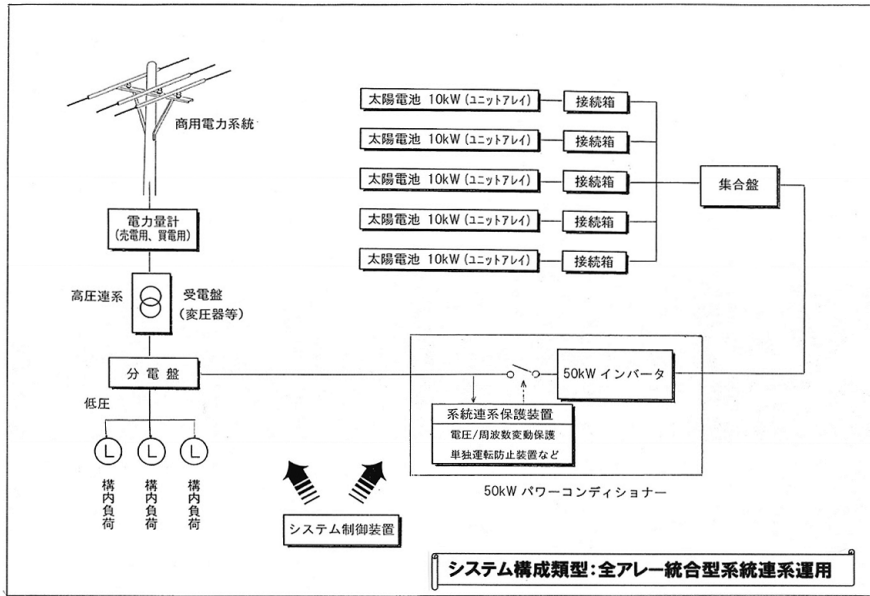 商用電力系統
電力量計
(売電用、買電用)
高圧連系
受電盤
(変圧器等)
分電盤
低圧
L
L
L
構内負荷
構内負荷
構内負荷
太陽電池 10kW (ユニットアレイ)
接続箱
太陽電池 10kW (ユニットアレイ)
接続箱
太陽電池 10kW (ユニットアレイ)
接続箱
太陽電池 10kW (ユニットアレイ)
接続箱
太陽電池 10kW (ユニットアレイ)
接続箱
集合盤
50kW インバータ
系統連系保護装置
電圧/周波数変動保護
単独運転防止装置など
50kW パワーコンディショナー
システム制御装置
システム構成類型:全アレー統合型系統連系運用